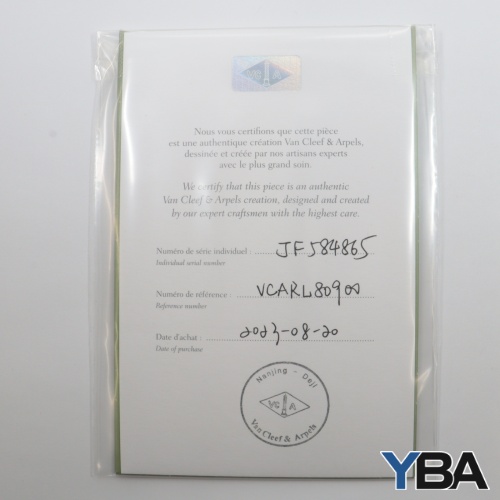 Nous vous certifions que cette pièce
est une authentique création Van Cleef & Arpels,
dessinée et créée par nos artisans experts
avec le plus grand soin.
We certify that this piece is an authentic
Van Cleef & Arpels creation, designed and created
by our expert craftsmen with the highest care.
Numéro de série individuel : JF584865
Individual serial number
Numéro de référence : VCARL80900
Reference number
Date d'achat : 2023-08-20
Date of purchase
Nanjing - Deji
VC A
Van Cleef & Arpels
YBA